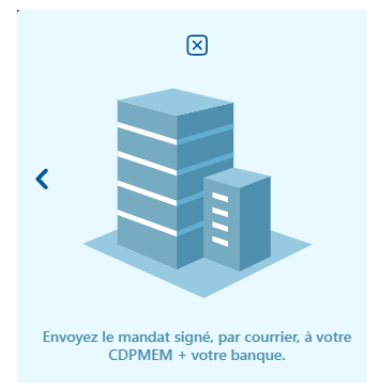 Envoyez le mandat signé, par courrier, à votre
CDPMEM + votre banque.